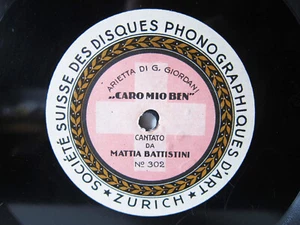 SOCIÉTÉ SUISSE DES DISQUES PHONOGRAPHIQUES D'ART
★ ZURICH ★
ARIETTA DI G. GIORDANI
„CARO MIO BEN"
CANTATO
DA
MATTIA BATTISTINI
No 302